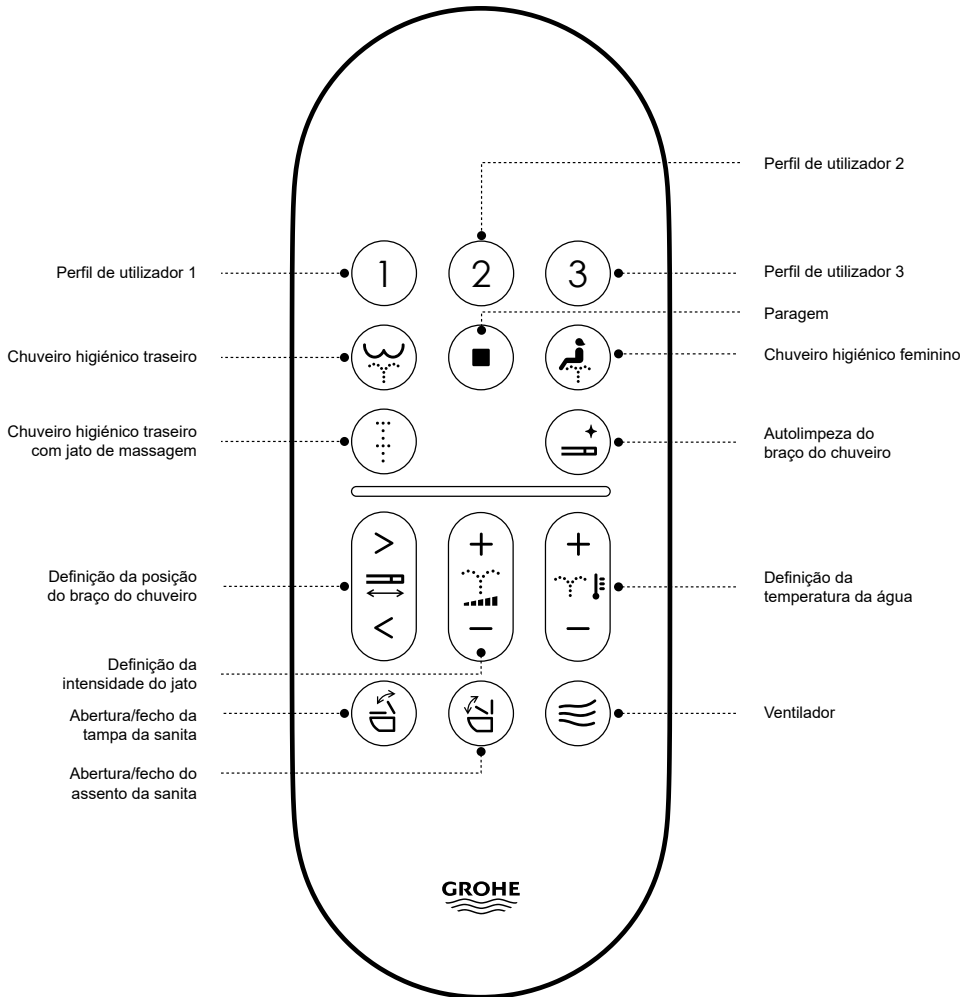 Perfil de utilizador 2
Perfil de utilizador 1
1
2
3
Perfil de utilizador 3
Paragem
Chuveiro higiénico traseiro
Chuveiro higiénico feminino
Chuveiro higiénico traseiro
com jato de massagem
Autolimpeza do
braço do chuveiro
Definição da posição
do braço do chuveiro
Definição da
temperatura da água
Definição da
intensidade do jato
Abertura/fecho da
tampa da sanita
Ventilador
Abertura/fecho do
assento da sanita
GROHE